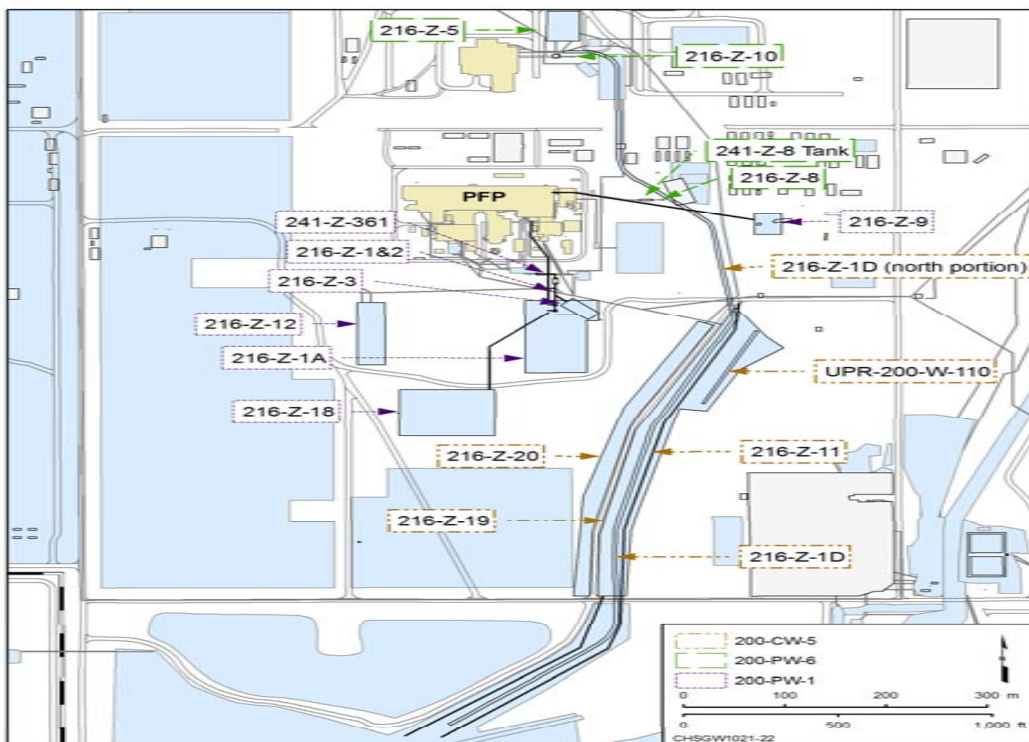 216-Z-5
216-Z-10
241-Z-8 Tank
216-Z-8
PFP
241-Z-361
216-Z-9
216-Z-1&2
216-Z-1D (north portion)
216-Z-3
216-Z-12
216-Z-1A
UPR-200-W-110
216-Z-18
216-Z-20
216-Z-11
216-Z-19
216-Z-1D
200-CW-5
200-PW-6
200-PW-1
0 100 200 300 m
0 500 1,000 ft
CHSGW1021-22